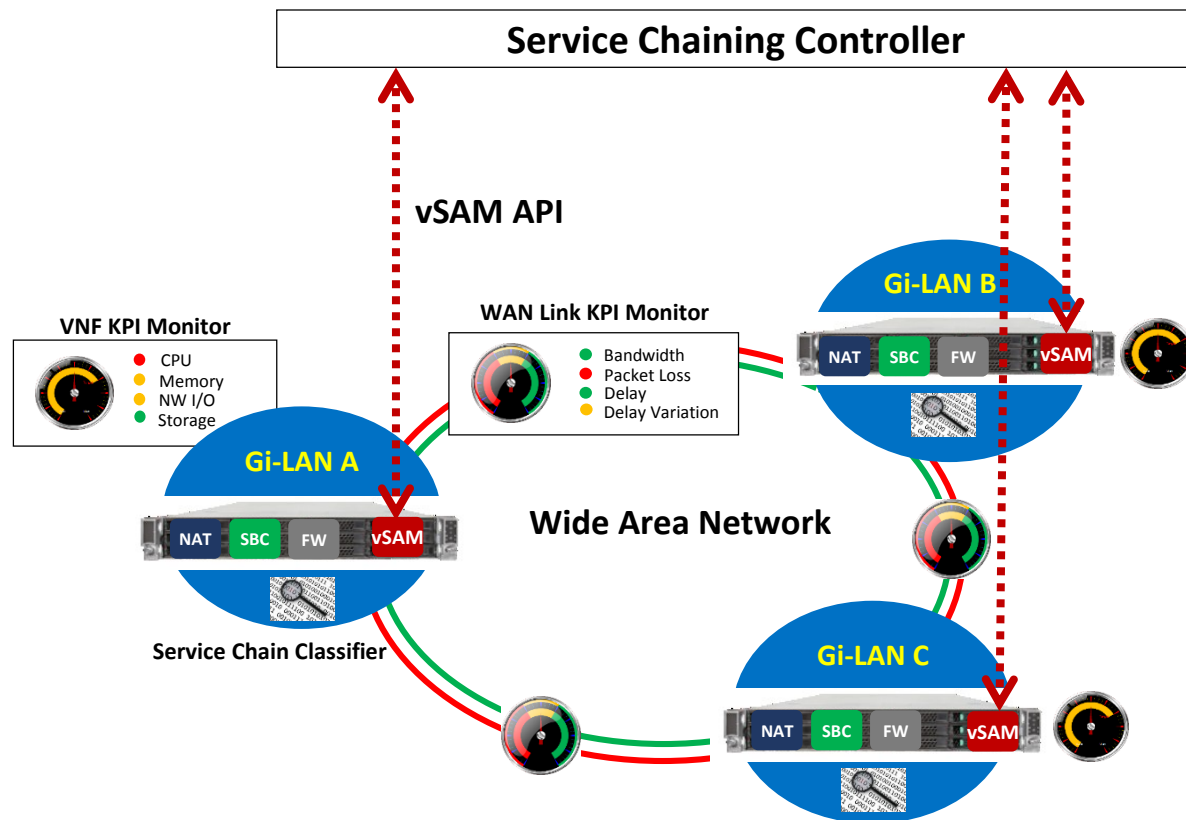 Service Chaining Controller
vSAM API
Gi-LAN B
VNF KPI Monitor
CPU
Memory
NW I/O
Storage
WAN Link KPI Monitor
Bandwidth
Packet Loss
Delay
Delay Variation
NAT SBC FW vSAM
Gi-LAN A
Wide Area Network
NAT SBC FW vSAM
Service Chain Classifier
Gi-LAN C
NAT SBC FW vSAM